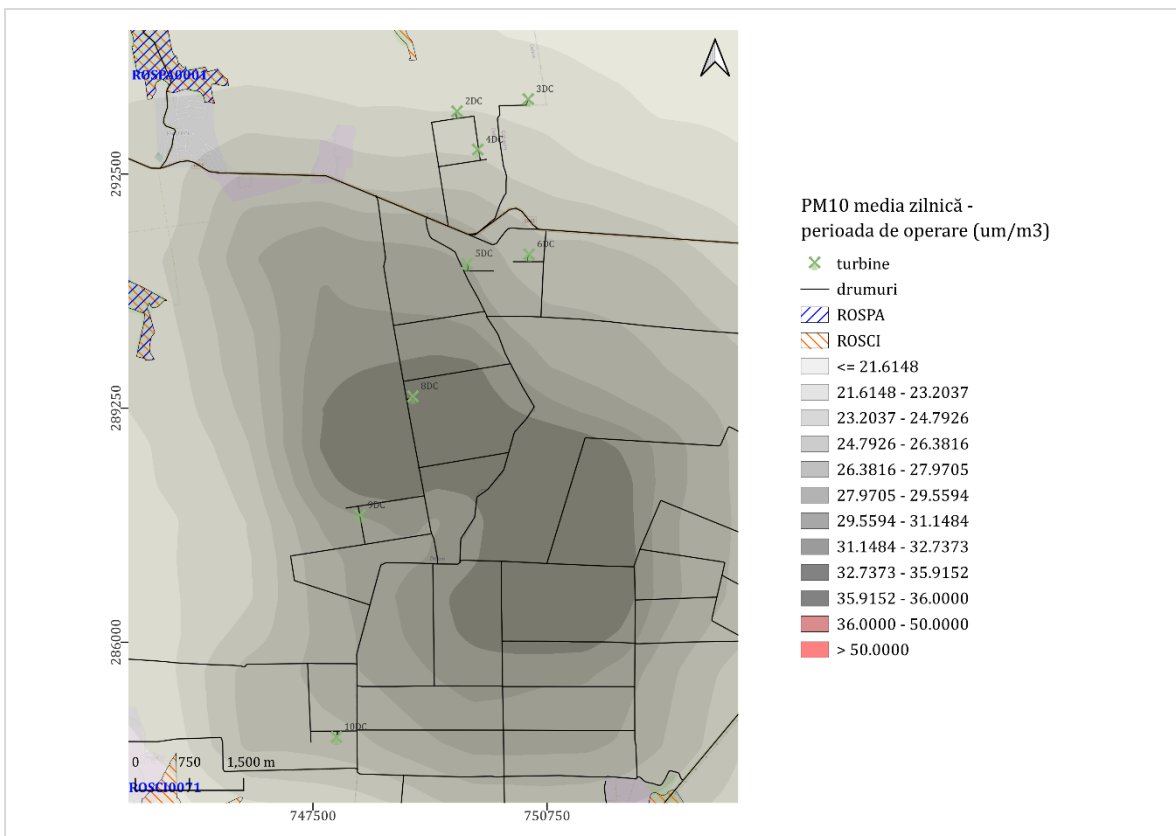 ROSPA0001
2DC
3DC
4DC
5DC
6DC
8DC
9DC
10DC
292500
289250
286000
0 750 1,500 m
ROSCI0071
747500
750750
PM10 media zilnică -
perioada de operare (um/m3)
turbine
drumuri
ROSPA
ROSCI
<= 21.6148
21.6148 - 23.2037
23.2037 - 24.7926
24.7926 - 26.3816
26.3816 - 27.9705
27.9705 - 29.5594
29.5594 - 31.1484
31.1484 - 32.7373
32.7373 - 35.9152
35.9152 - 36.0000
36.0000 - 50.0000
> 50.0000